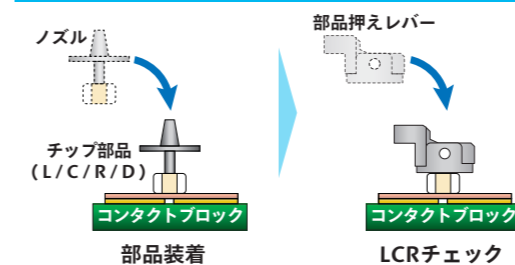 ノズル
チップ部品
(L/C/R/D)
コンタクトブロック
部品装着
部品押えレバー
コンタクトブロック
LCRチェック